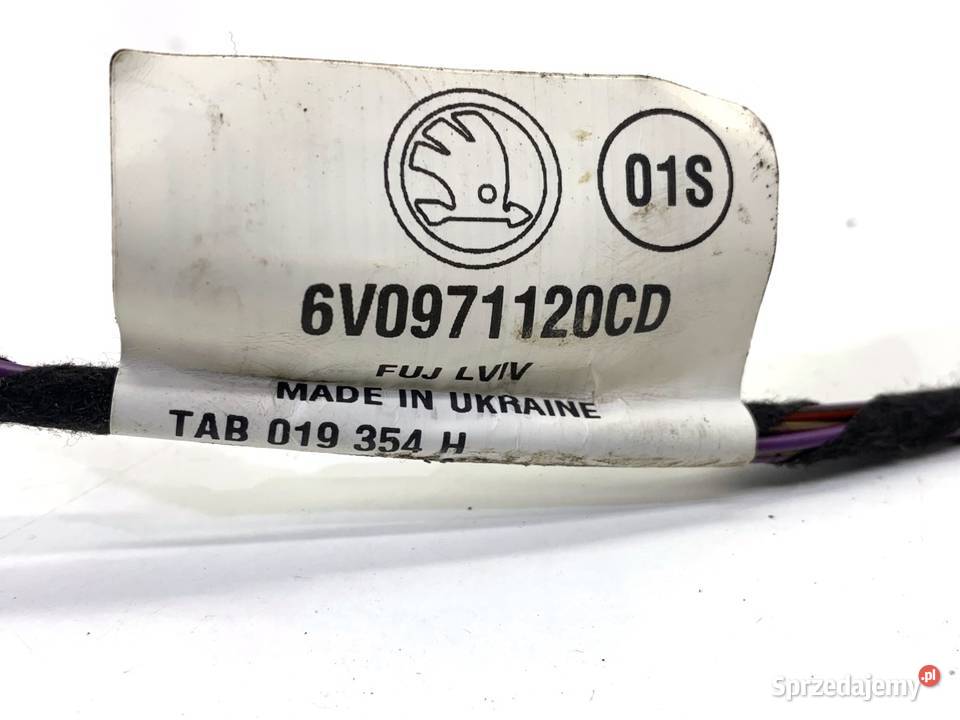 01S
6V0971120CD
FUJ LVIV
MADE IN UKRAINE
TAB 019 354 H
Sprzedajemy.pl